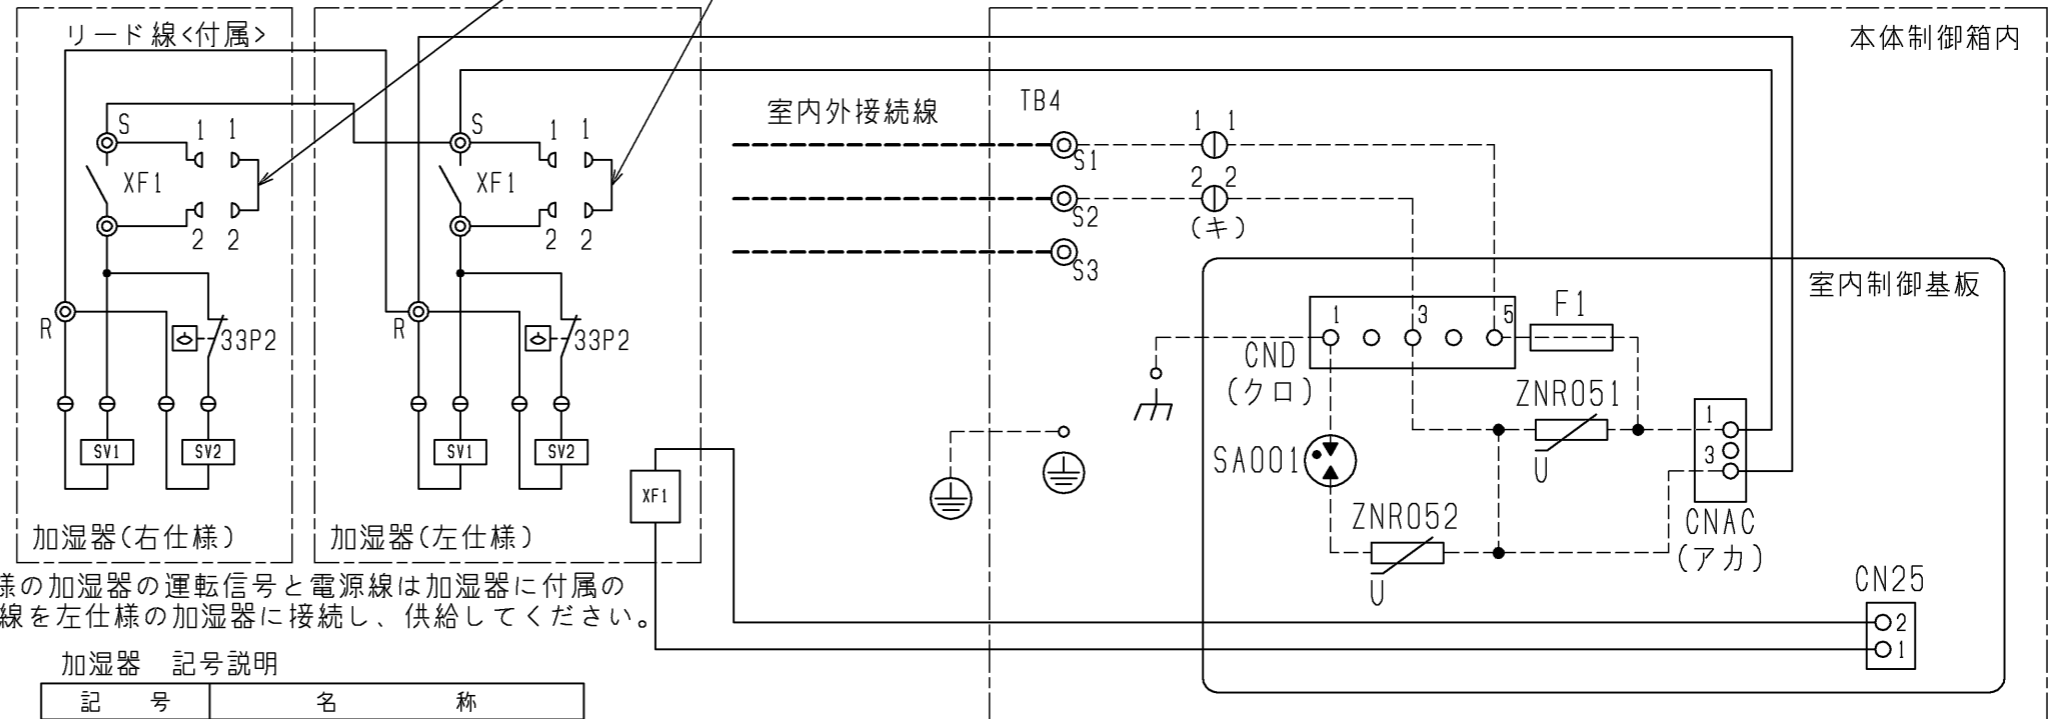 リード線<付属>
本体制御箱内
室内外接続線
TB4
S
1
1
XF1
2
2
S
1
1
XF1
2
2
S1
S2
S3
1
1
2
2
(キ)
室内制御基板
R
33P2
R
33P2
1
3
5
F1
CND
(クロ)
ZNR051
U
SA001
ZNR052
U
1
3
CNAC
(アカ)
SV1
SV2
SV1
SV2
XF1
加湿器(右仕様)
加湿器(左仕様)
CN25
2
1
様の加湿器の運転信号と電源線は加湿器に付属の
線を左仕様の加湿器に接続し、供給してください。
加湿器 記号説明
記 号 名 称